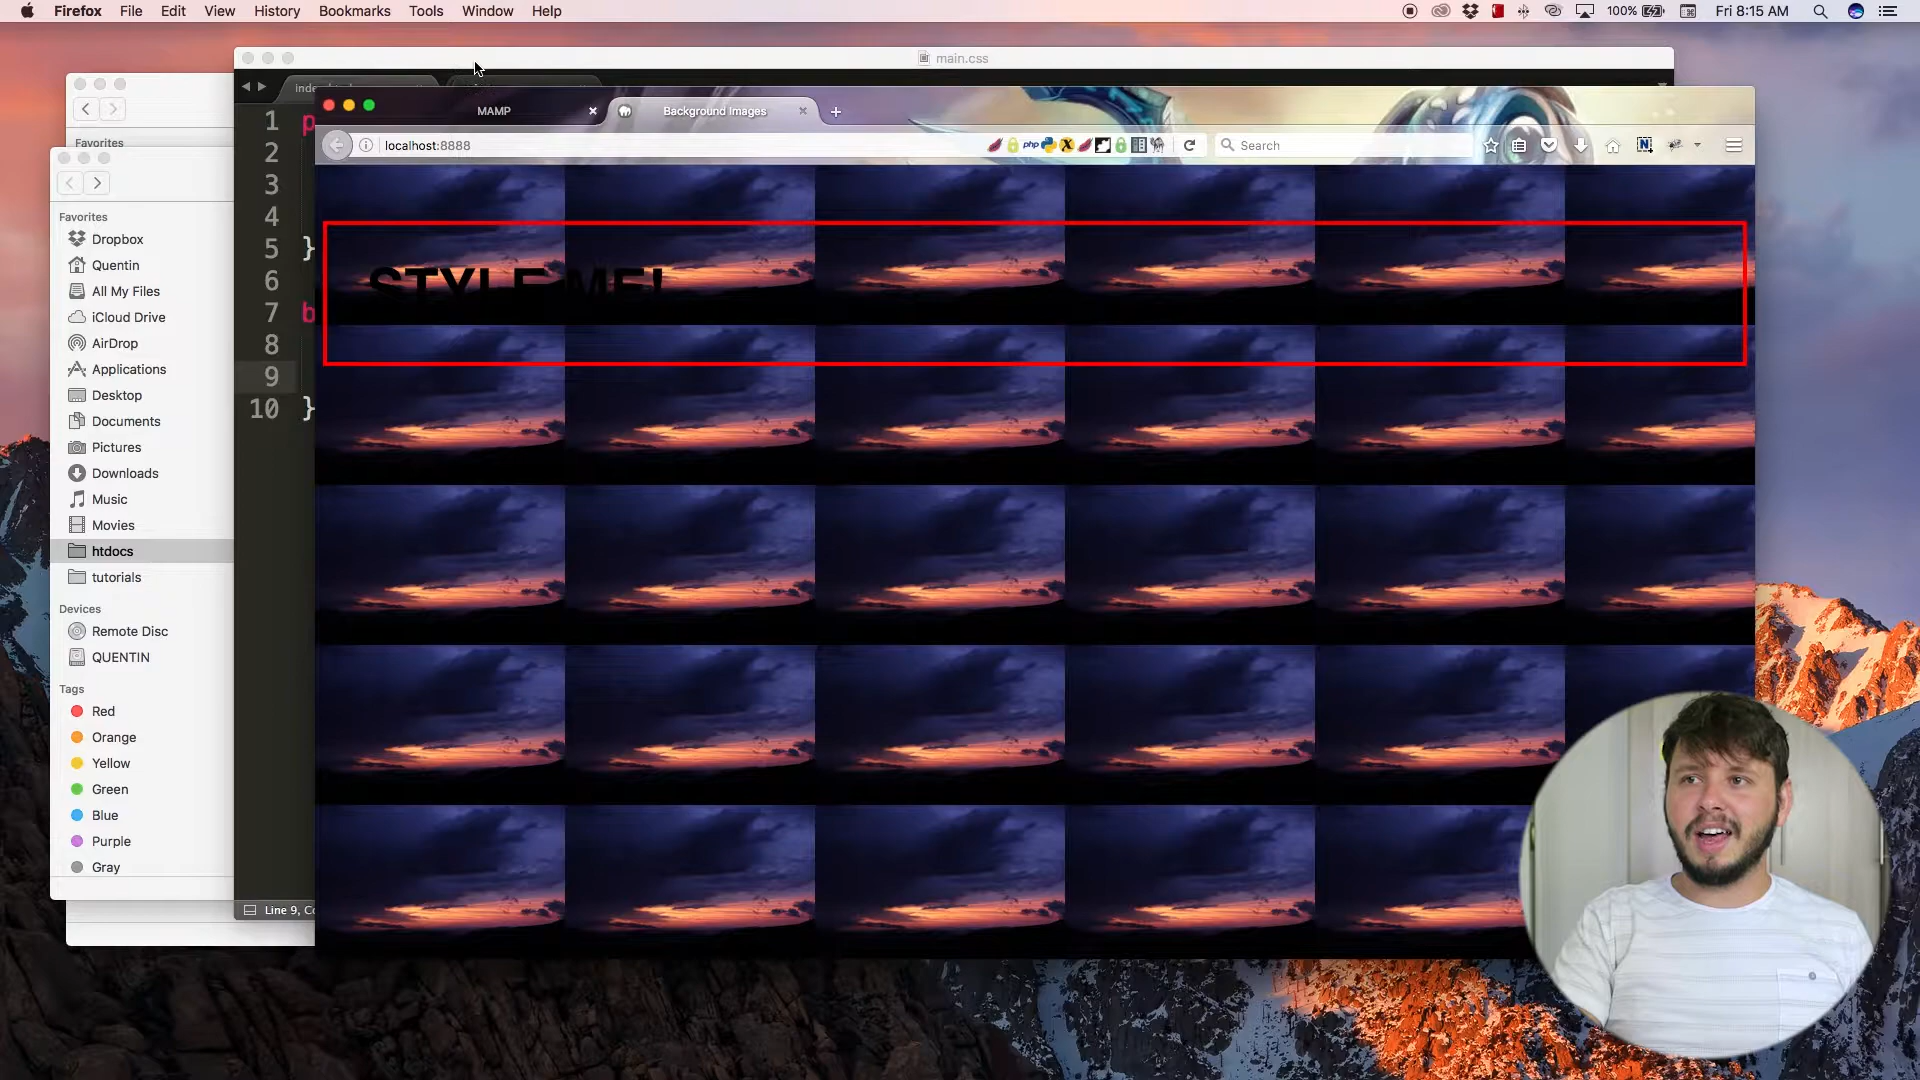 Firefox File Edit View History Bookmarks Tools Window Help
100% Fri 8:15 AM
main.css
MAMP
Background Images
localhost:8888
php
Search
Favorites
Favorites
Dropbox
Quentin
All My Files
iCloud Drive
AirDrop
Applications
Desktop
Documents
Pictures
Downloads
Music
Movies
htdocs
tutorials
Devices
Remote Disc
QUENTIN
Tags
Red
Orange
Yellow
Green
Blue
Purple
Gray
1 p
2
3
4
5 }
6
7 b
8
9
10 }
STYLE ME!
Line 9, Co